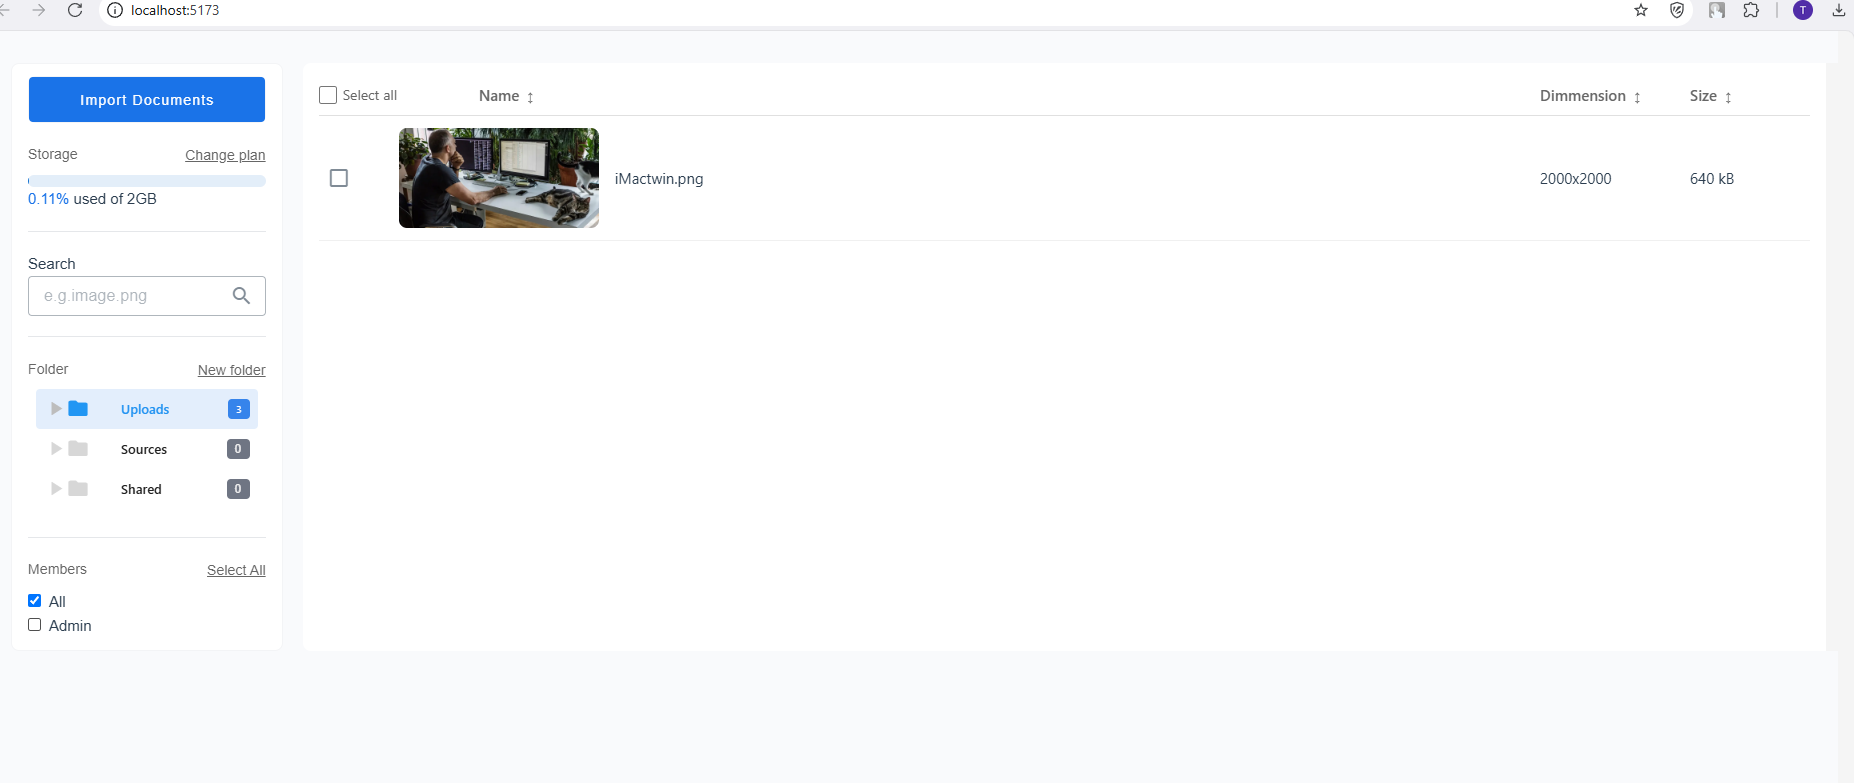 localhost:5173
T
Import Documents
Storage Change plan
0.11% used of 2GB
Search
e.g.image.png
Folder New folder
Uploads 3
Sources 0
Shared 0
Members Select All
All
Admin
Select all Name Dimmension Size
iMactwin.png 2000x2000 640 kB